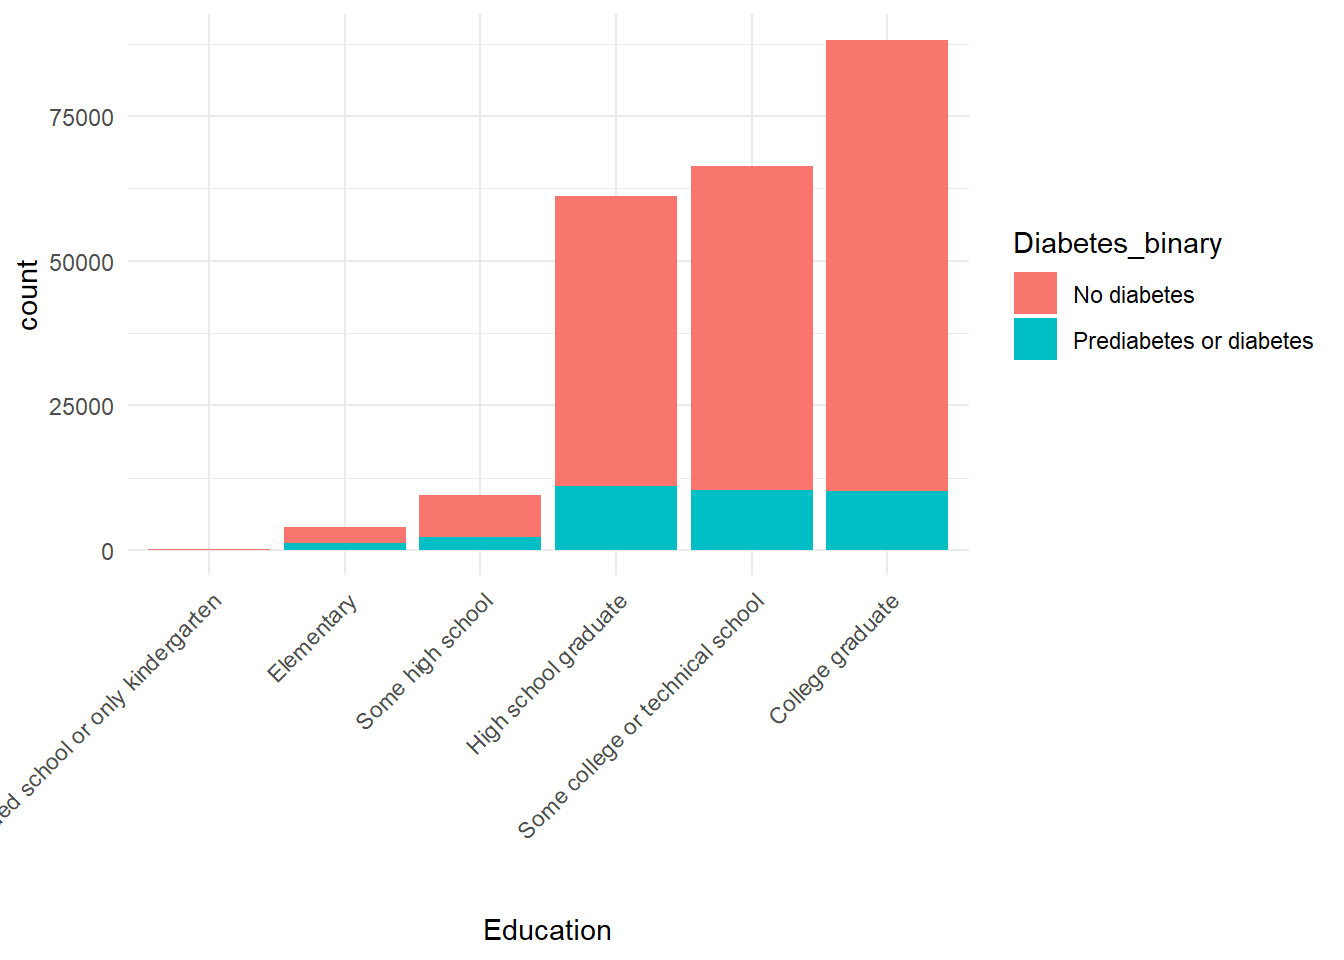 75000
50000
25000
0
count
school or only kindergarten
Elementary
Some high school
High school graduate
Some college or technical school
College graduate
Education
Diabetes_binary
No diabetes
Prediabetes or diabetes